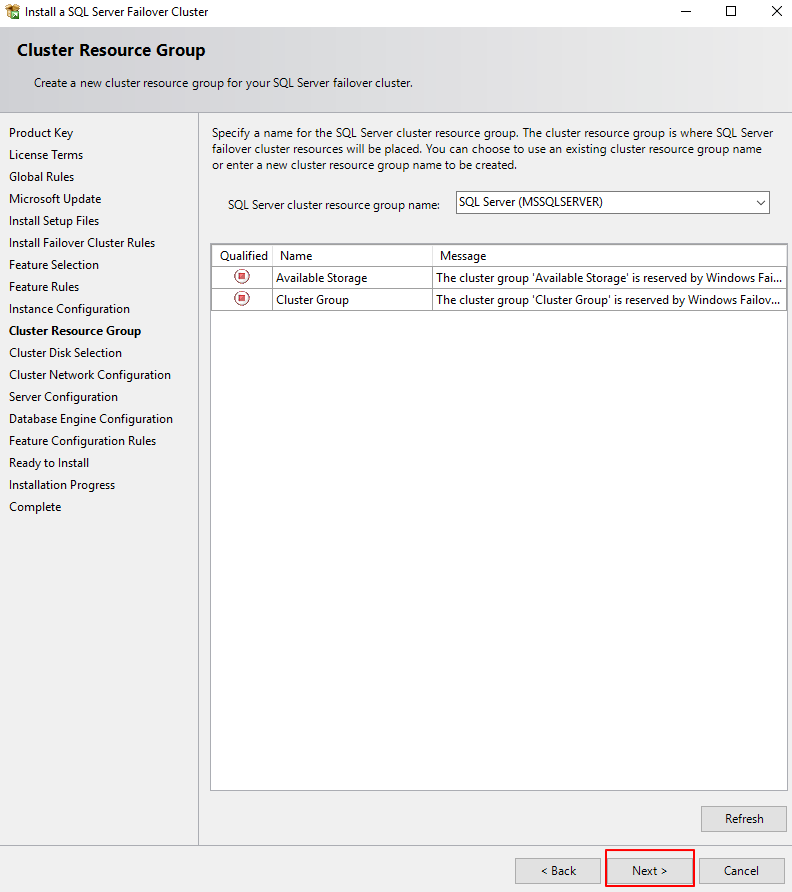 Install a SQL Server Failover Cluster
Cluster Resource Group
Create a new cluster resource group for your SQL Server failover cluster.
Product Key
License Terms
Global Rules
Microsoft Update
Install Setup Files
Install Failover Cluster Rules
Feature Selection
Feature Rules
Instance Configuration
Cluster Resource Group
Cluster Disk Selection
Cluster Network Configuration
Server Configuration
Database Engine Configuration
Feature Configuration Rules
Ready to Install
Installation Progress
Complete
Specify a name for the SQL Server cluster resource group. The cluster resource group is where SQL Server
failover cluster resources will be placed. You can choose to use an existing cluster resource group name
or enter a new cluster resource group name to be created.
SQL Server cluster resource group name: SQL Server (MSSQLSERVER)
Qualified Name Message
Available Storage The cluster group 'Available Storage' is reserved by Windows Fai...
Cluster Group The cluster group 'Cluster Group' is reserved by Windows Failov...
Refresh
< Back Next > Cancel